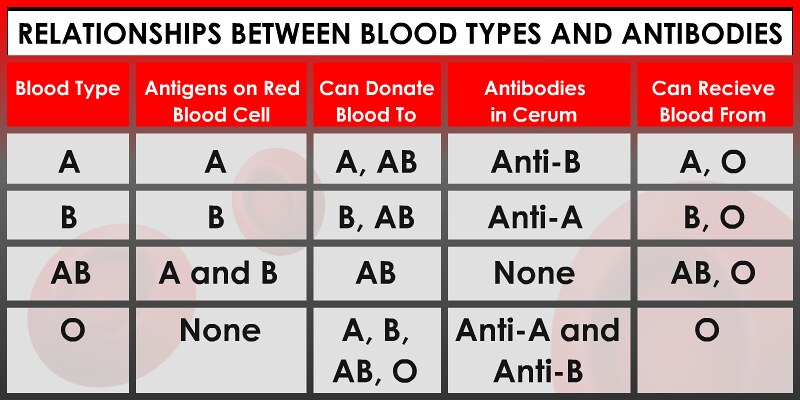 RELATIONSHIPS BETWEEN BLOOD TYPES AND ANTIBODIES
Blood Type
Antigens on Red
Blood Cell
Can Donate
Blood To
Antibodies
in Cerum
Can Recieve
Blood From
A
A
A, AB
Anti-B
A, O
B
B
B, AB
Anti-A
B, O
AB
A and B
AB
None
AB, O
O
None
A, B,
AB, O
Anti-A and
Anti-B
O